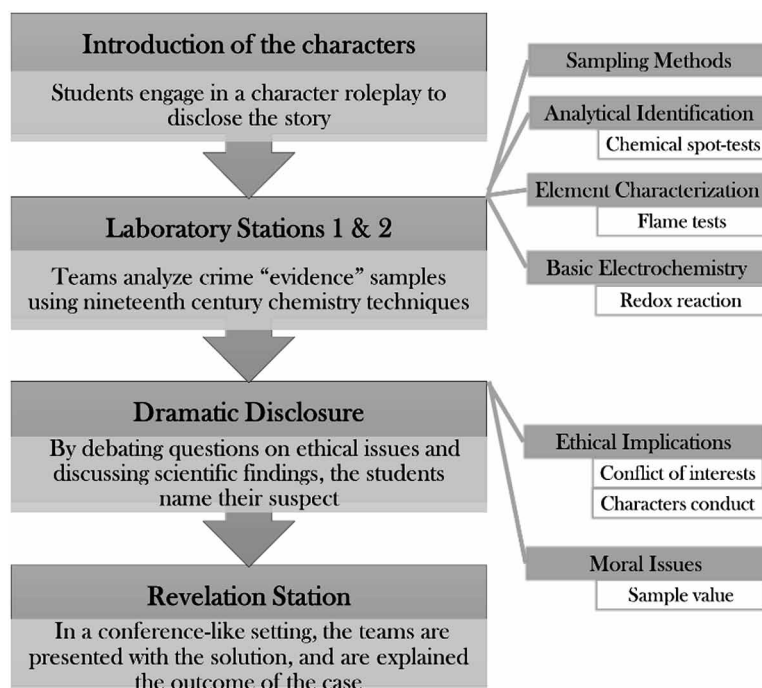 Introduction of the characters
Students engage in a character roleplay to
disclose the story
Laboratory Stations 1 & 2
Teams analyze crime “evidence” samples
using nineteenth century chemistry techniques
Dramatic Disclosure
By debating questions on ethical issues and
discussing scientific findings, the students
name their suspect
Revelation Station
In a conference-like setting, the teams are
presented with the solution, and are explained
the outcome of the case
Sampling Methods
Analytical Identification
Chemical spot-tests
Element Characterization
Flame tests
Basic Electrochemistry
Redox reaction
Ethical Implications
Conflict of interests
Characters conduct
Moral Issues
Sample value